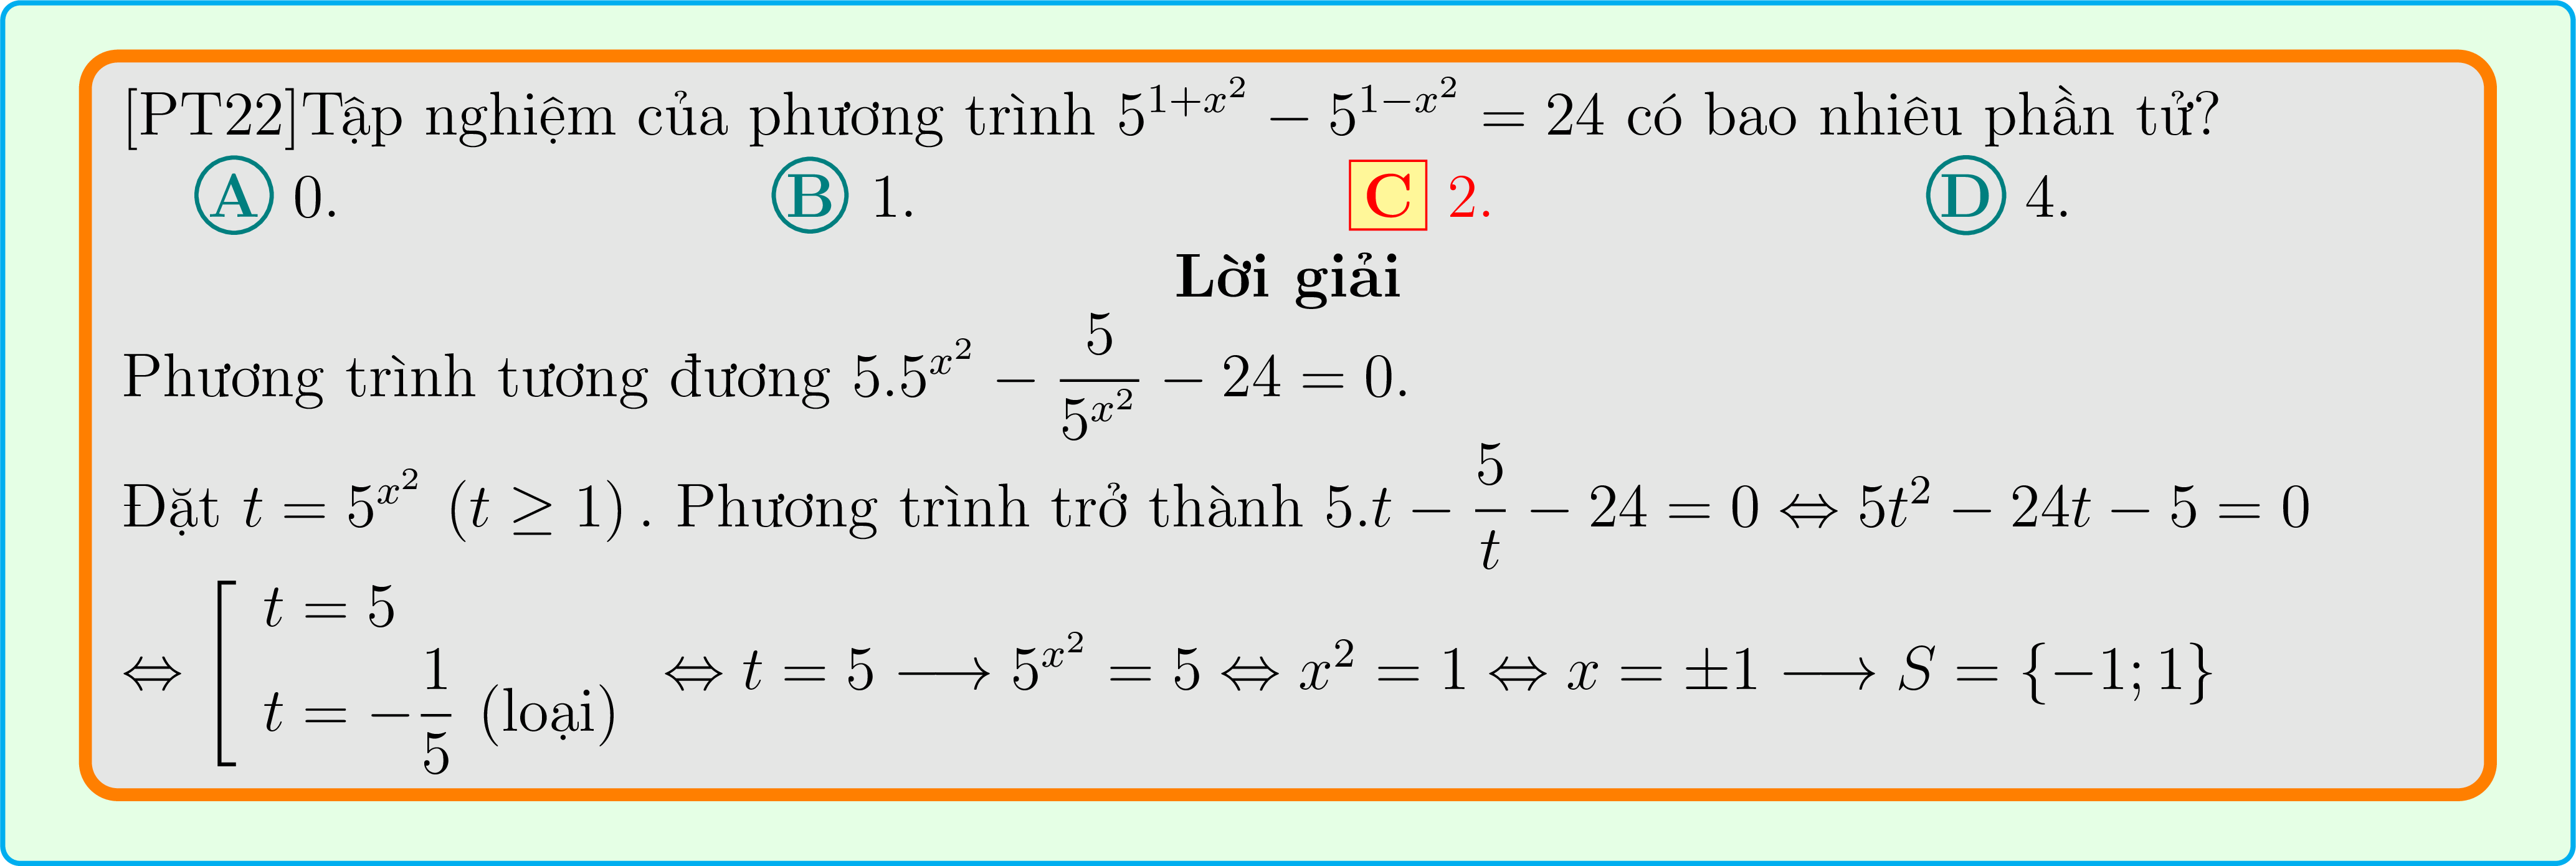 [PT22]Tập nghiệm của phương trình $5^{1+x^2} - 5^{1-x^2} = 24$ có bao nhiêu phần tử?
A 0. B 1. C 2. D 4.
Lời giải
Phương trình tương đương $5.5^{x^2} - \dfrac{5}{5^{x^2}} - 24 = 0.$
Đặt $t = 5^{x^2}$ $(t \geq 1)$. Phương trình trở thành $5.t - \dfrac{5}{t} - 24 = 0 \Leftrightarrow 5t^2 - 24t - 5 = 0$
$\Leftrightarrow \left[\begin{array}{l} t = 5 \\ t = -\dfrac{1}{5} \text{ (loại)} \end{array}\right. \Leftrightarrow t = 5 \longrightarrow 5^{x^2} = 5 \Leftrightarrow x^2 = 1 \Leftrightarrow x = \pm 1 \longrightarrow S = \{-1; 1\}$